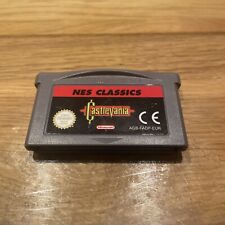 NES CLASSICS
Castlevania
Nintendo
CE
AGB-FADP-EUR